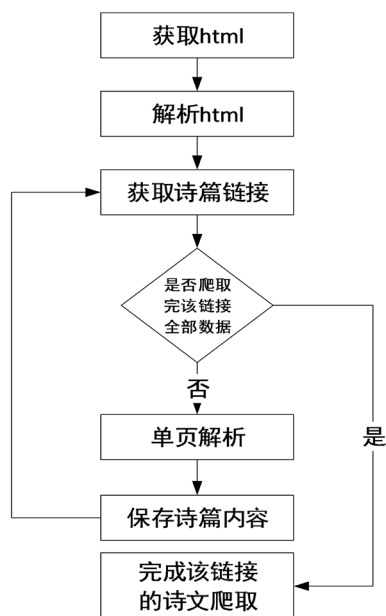 获取html
解析html
获取诗篇链接
是否爬取
完该链接
全部数据
否
单页解析
是
保存诗篇内容
完成该链接
的诗文爬取